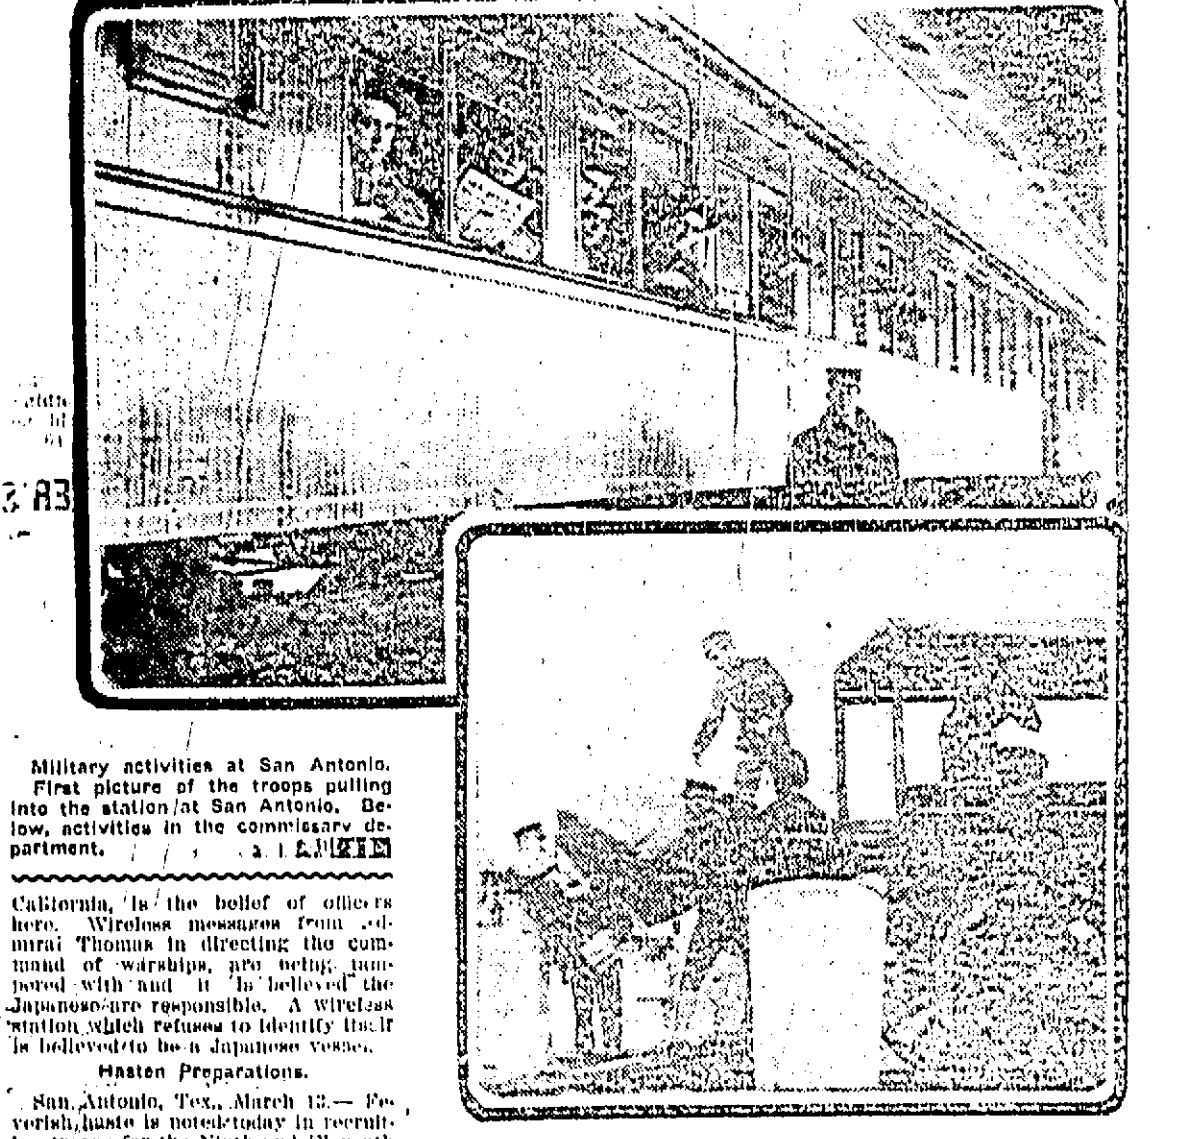 Military activities at San Antonio.
First picture of the troops pulling
into the station at San Antonio. Be-
low, activities in the commissary de-
partment.
California, is the belief of officers
here. Wireless messages from ad-
miral Thomas in directing the com-
mand of warships, are being tam-
pered with and it is believed the
Japanese are responsible. A wireless
station which refuses to identify itself
is believed to be a Japanese vessel.
Hasten Preparations.
San Antonio, Tex., March 13.— Fe-
verish haste is noted today in recruit-